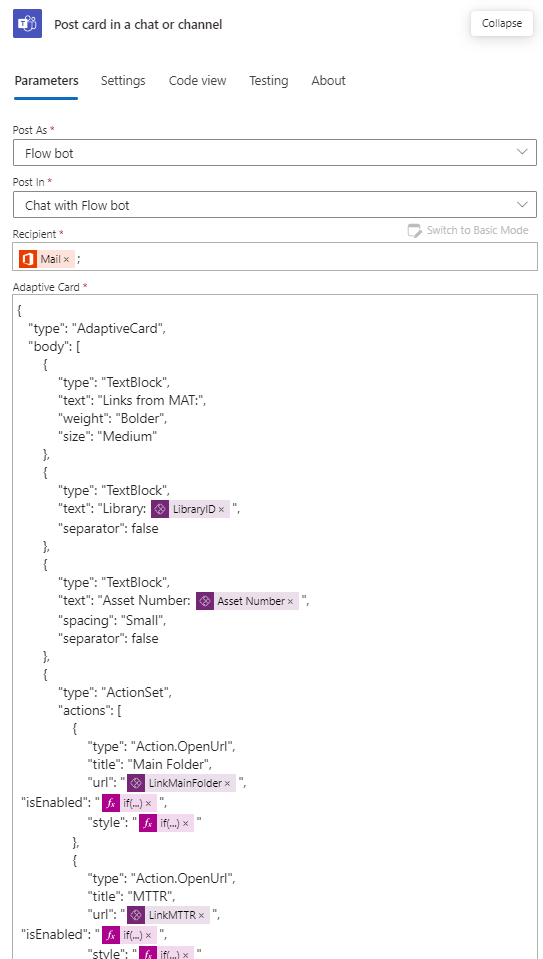 Post card in a chat or channel
Collapse
Parameters Settings Code view Testing About
Post As *
Flow bot
Post In *
Chat with Flow bot
Recipient *
Switch to Basic Mode
Mail × ;
Adaptive Card *
{
"type": "AdaptiveCard",
"body": [
{
"type": "TextBlock",
"text": "Links from MAT:",
"weight": "Bolder",
"size": "Medium"
},
{
"type": "TextBlock",
"text": "Library: LibraryID × ",
"separator": false
},
{
"type": "TextBlock",
"text": "Asset Number: Asset Number × ",
"spacing": "Small",
"separator": false
},
{
"type": "ActionSet",
"actions": [
{
"type": "Action.OpenUrl",
"title": "Main Folder",
"url": " LinkMainFolder × ",
"isEnabled": " fx if(...) × ",
"style": " fx if(...) × "
},
{
"type": "Action.OpenUrl",
"title": "MTTR",
"url": " LinkMTTR × ",
"isEnabled": " fx if(...) × ",
"style": " fx if(...) × "